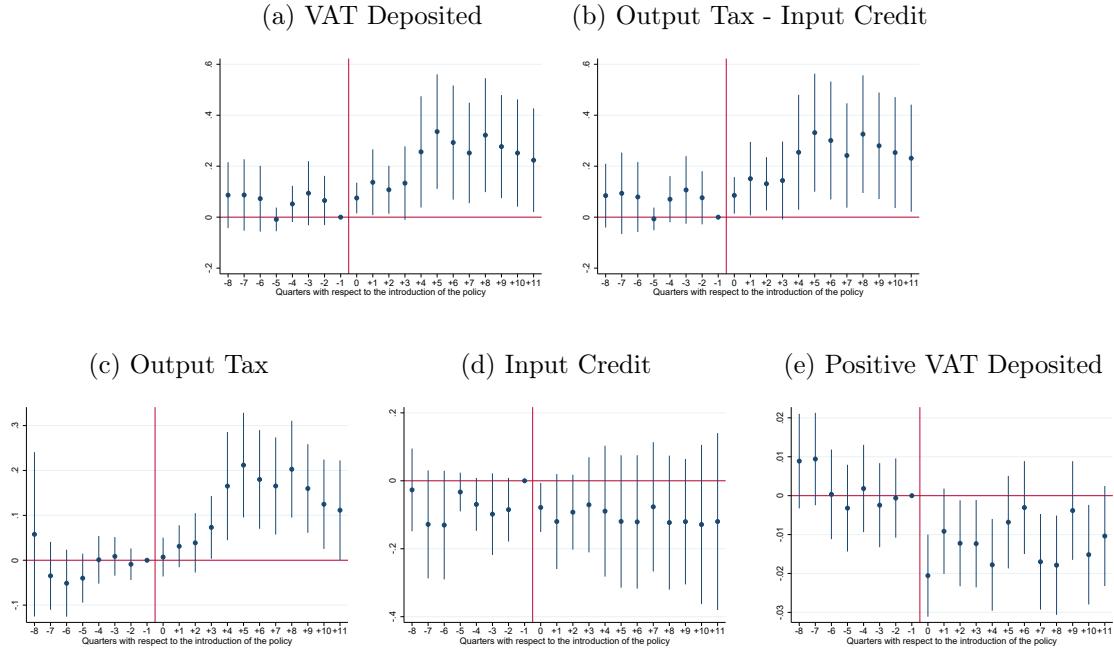 (a) VAT Deposited
(b) Output Tax - Input Credit
.6
.4
.2
0
-.2
-8 -7 -6 -5 -4 -3 -2 -1 0 +1 +2 +3 +4 +5 +6 +7 +8 +9 +10 +11
Quarters with respect to the introduction of the policy
.6
.4
.2
0
-.2
-8 -7 -6 -5 -4 -3 -2 -1 0 +1 +2 +3 +4 +5 +6 +7 +8 +9 +10 +11
Quarters with respect to the introduction of the policy
(c) Output Tax
(d) Input Credit
(e) Positive VAT Deposited
.3
.2
.1
0
-.1
-8 -7 -6 -5 -4 -3 -2 -1 0 +1 +2 +3 +4 +5 +6 +7 +8 +9 +10 +11
Quarters with respect to the introduction of the policy
.2
0
-.2
-.4
-8 -7 -6 -5 -4 -3 -2 -1 0 +1 +2 +3 +4 +5 +6 +7 +8 +9 +10 +11
Quarters with respect to the introduction of the policy
.02
.01
0
-.01
-.02
-.03
-8 -7 -6 -5 -4 -3 -2 -1 0 +1 +2 +3 +4 +5 +6 +7 +8 +9 +10 +11
Quarters with respect to the introduction of the policy